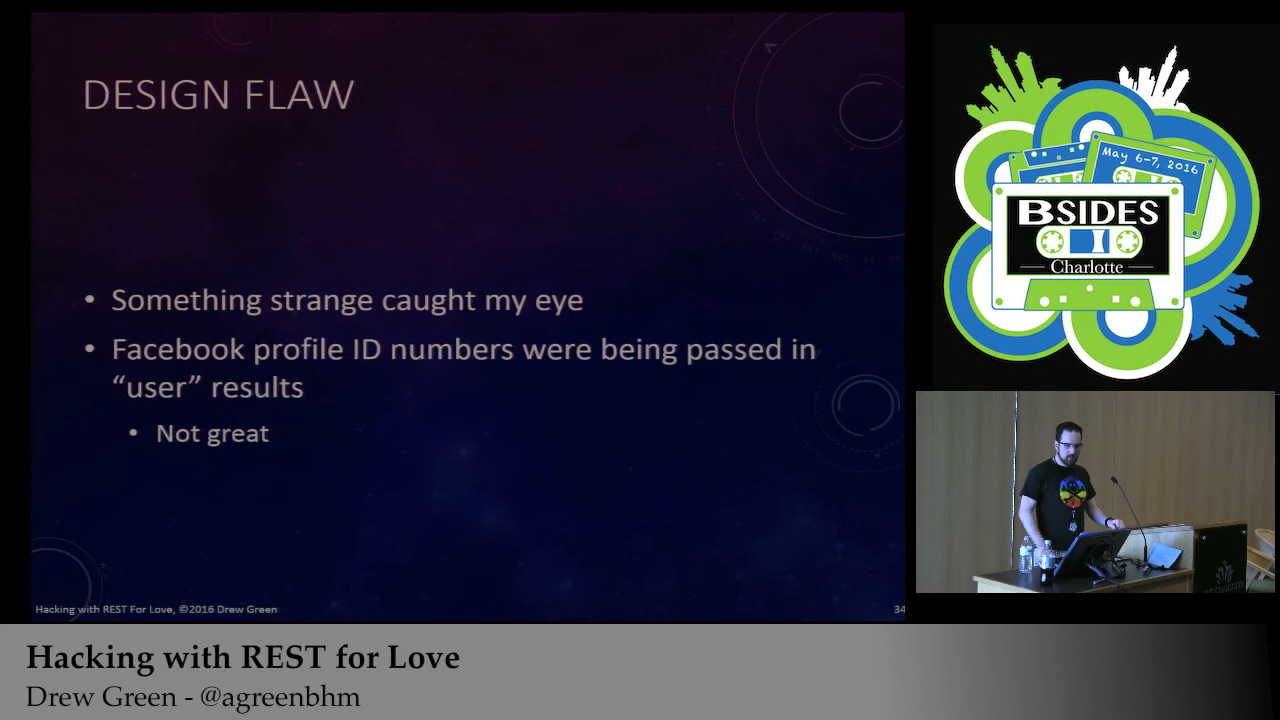 DESIGN FLAW
• Something strange caught my eye
• Facebook profile ID numbers were being passed in
“user” results
• Not great
Hacking with REST For Love, ©2016 Drew Green
34
May 6-7, 2016
BSIDES
Charlotte
Hacking with REST for Love
Drew Green - @agreenbhm